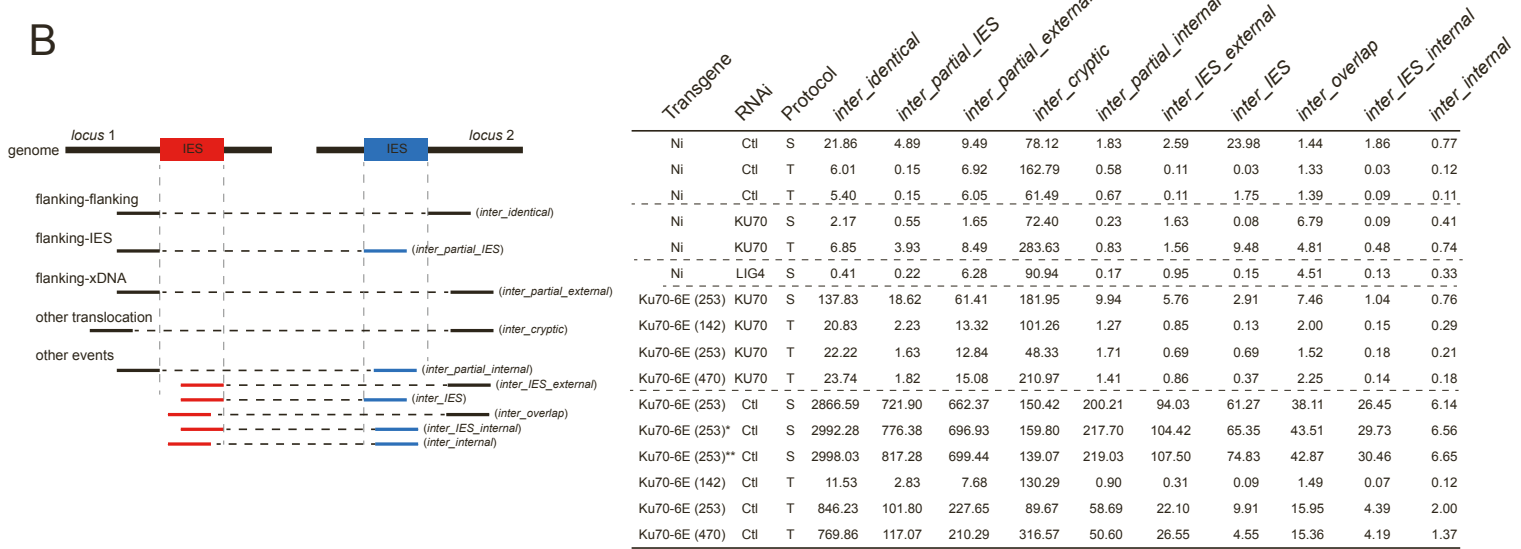 B
locus 1
locus 2
genome
IES
IES
flanking-flanking
(inter_identical)
flanking-IES
(inter_partial_IES)
flanking-xDNA
(inter_partial_external)
other translocation
(inter_cryptic)
other events
(inter_partial_internal)
(inter_IES_external)
(inter_IES)
(inter_overlap)
(inter_IES_internal)
(inter_internal)
Transgene RNAi Protocol inter_identical inter_partial_IES inter_partial_external inter_cryptic inter_partial_internal inter_IES_external inter_IES inter_overlap inter_IES_internal inter_internal
Ni Ctl S 21.86 4.89 9.49 78.12 1.83 2.59 23.98 1.44 1.86 0.77
Ni Ctl T 6.01 0.15 6.92 162.79 0.58 0.11 0.03 1.33 0.03 0.12
Ni Ctl T 5.40 0.15 6.05 61.49 0.67 0.11 1.75 1.39 0.09 0.11
Ni KU70 S 2.17 0.55 1.65 72.40 0.23 1.63 0.08 6.79 0.09 0.41
Ni KU70 T 6.85 3.93 8.49 283.63 0.83 1.56 9.48 4.81 0.48 0.74
Ni LIG4 S 0.41 0.22 6.28 90.94 0.17 0.95 0.15 4.51 0.13 0.33
Ku70-6E (253) KU70 S 137.83 18.62 61.41 181.95 9.94 5.76 2.91 7.46 1.04 0.76
Ku70-6E (142) KU70 T 20.83 2.23 13.32 101.26 1.27 0.85 0.13 2.00 0.15 0.29
Ku70-6E (253) KU70 T 22.22 1.63 12.84 48.33 1.71 0.69 0.69 1.52 0.18 0.21
Ku70-6E (470) KU70 T 23.74 1.82 15.08 210.97 1.41 0.86 0.37 2.25 0.14 0.18
Ku70-6E (253) Ctl S 2866.59 721.90 662.37 150.42 200.21 94.03 61.27 38.11 26.45 6.14
Ku70-6E (253)* Ctl S 2992.28 776.38 696.93 159.80 217.70 104.42 65.35 43.51 29.73 6.56
Ku70-6E (253)** Ctl S 2998.03 817.28 699.44 139.07 219.03 107.50 74.83 42.87 30.46 6.65
Ku70-6E (142) Ctl T 11.53 2.83 7.68 130.29 0.90 0.31 0.09 1.49 0.07 0.12
Ku70-6E (253) Ctl T 846.23 101.80 227.65 89.67 58.69 22.10 9.91 15.95 4.39 2.00
Ku70-6E (470) Ctl T 769.86 117.07 210.29 316.57 50.60 26.55 4.55 15.36 4.19 1.37